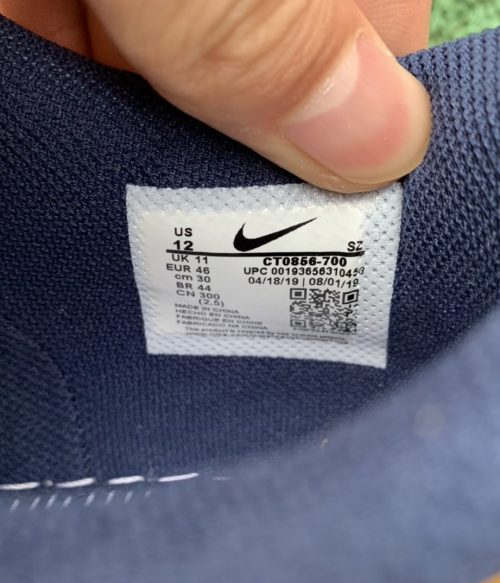 US
12
SZ
UK 11
CT0856-700
EUR 46
UPC 00193656310453
cm 30
04/18/19 | 08/01/19
BR 44
CN 300
(2.5)
MADE IN CHINA
HECHO EN CHINA
FABRIQUE EN CHINE
FABRICADO NA CHINA